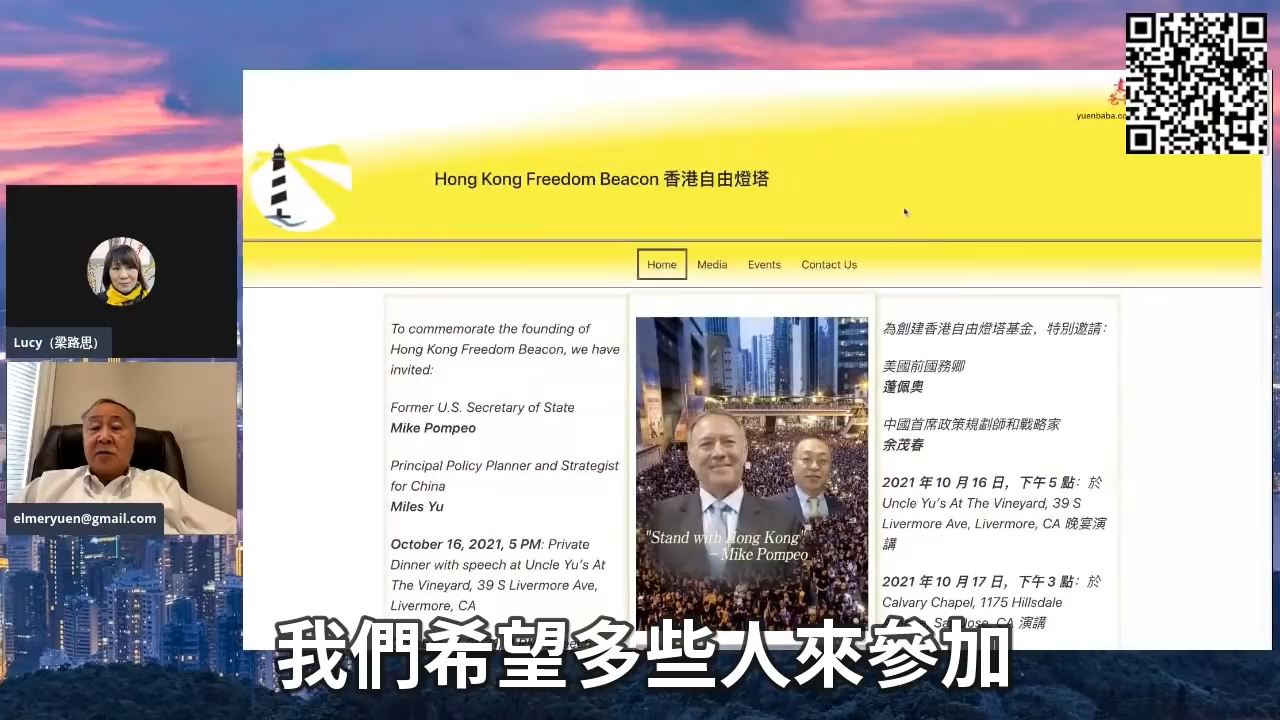 yuenbaba.co
Hong Kong Freedom Beacon 香港自由燈塔
Home
Media
Events
Contact Us
Lucy（梁路思）
elmeryuen@gmail.com
To commemorate the founding of
Hong Kong Freedom Beacon, we have
invited:
Former U.S. Secretary of State
Mike Pompeo
Principal Policy Planner and Strategist
for China
Miles Yu
October 16, 2021, 5 PM: Private
Dinner with speech at Uncle Yu's At
The Vineyard, 39 S Livermore Ave,
Livermore, CA
"Stand with Hong Kong"
– Mike Pompeo
為創建香港自由燈塔基金，特別邀請：
美國前國務卿
蓬佩奧
中國首席政策規劃師和戰略家
余茂春
2021 年 10 月 16 日，下午 5 點：於
Uncle Yu's At The Vineyard, 39 S
Livermore Ave, Livermore, CA 晚宴演
講
2021 年 10 月 17 日，下午 3 點：於
Calvary Chapel, 1175 Hillsdale
San Jose, CA 演講
我們希望多些人來參加